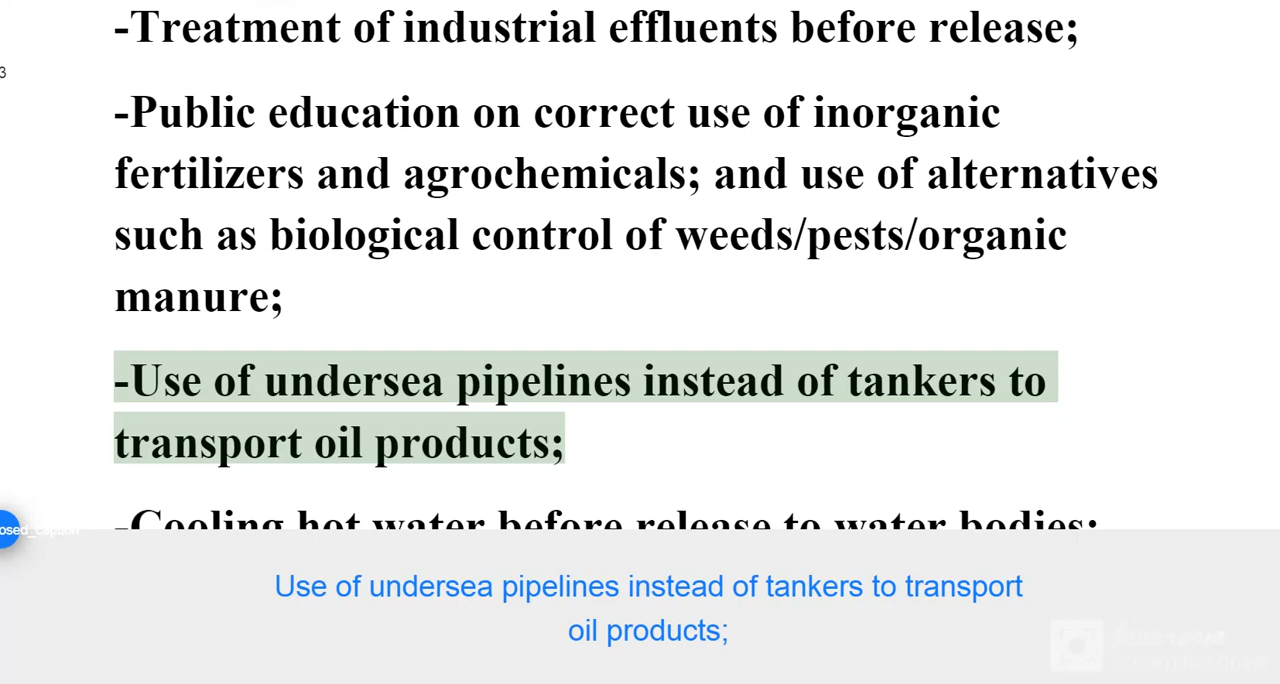 -Treatment of industrial effluents before release;
3
-Public education on correct use of inorganic
fertilizers and agrochemicals; and use of alternatives
such as biological control of weeds/pests/organic
manure;
-Use of undersea pipelines instead of tankers to
transport oil products;
-Cooling hot water before release to water bodies;
osed_caption
Use of undersea pipelines instead of tankers to transport
oil products;